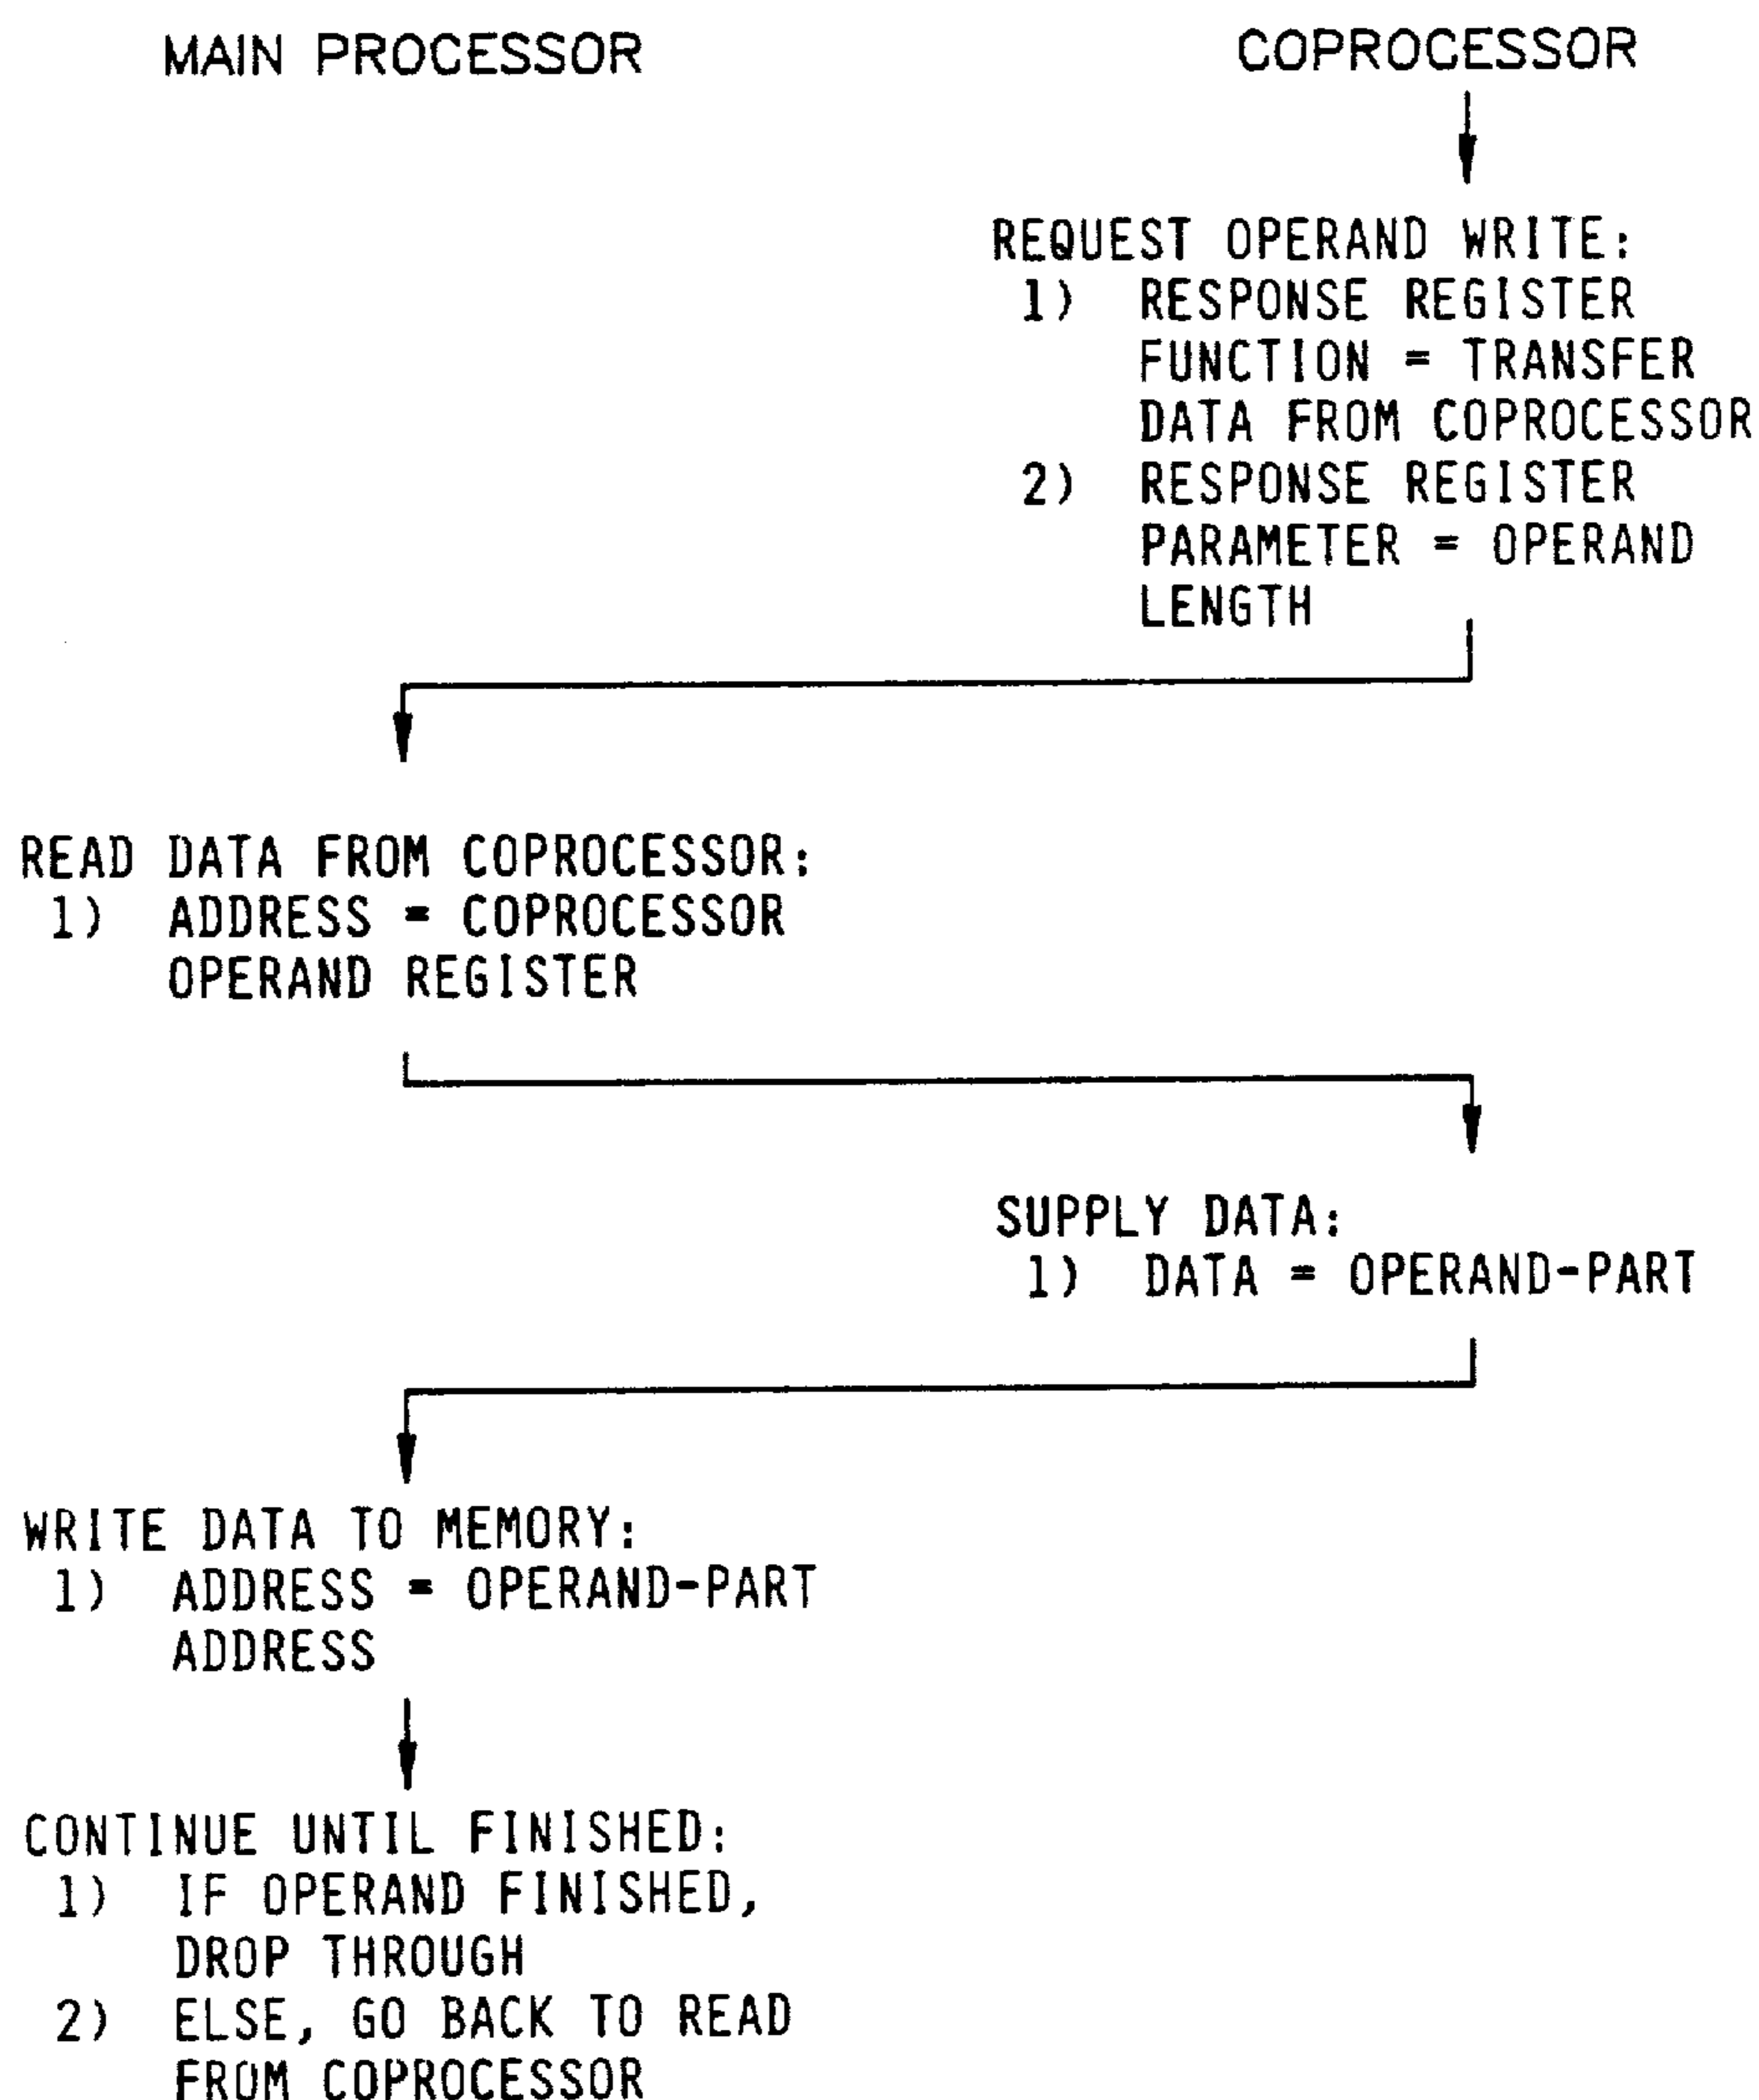 MAIN PROCESSOR
COPROCESSOR
REQUEST OPERAND WRITE:
1) RESPONSE REGISTER
FUNCTION = TRANSFER
DATA FROM COPROCESSOR
2) RESPONSE REGISTER
PARAMETER = OPERAND
LENGTH
READ DATA FROM COPROCESSOR:
1) ADDRESS = COPROCESSOR
OPERAND REGISTER
SUPPLY DATA:
1) DATA = OPERAND-PART
WRITE DATA TO MEMORY:
1) ADDRESS = OPERAND-PART
ADDRESS
CONTINUE UNTIL FINISHED:
1) IF OPERAND FINISHED,
DROP THROUGH
2) ELSE, GO BACK TO READ
FROM COPROCESSOR